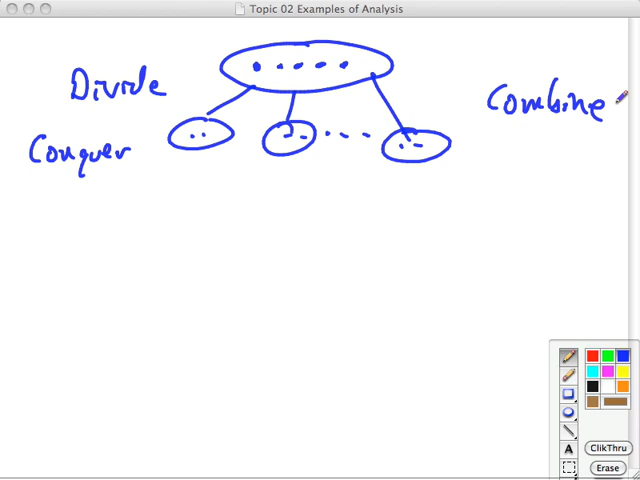 Topic 02 Examples of Analysis
Divide
Combine
Conquer
A
ClikThru
Erase